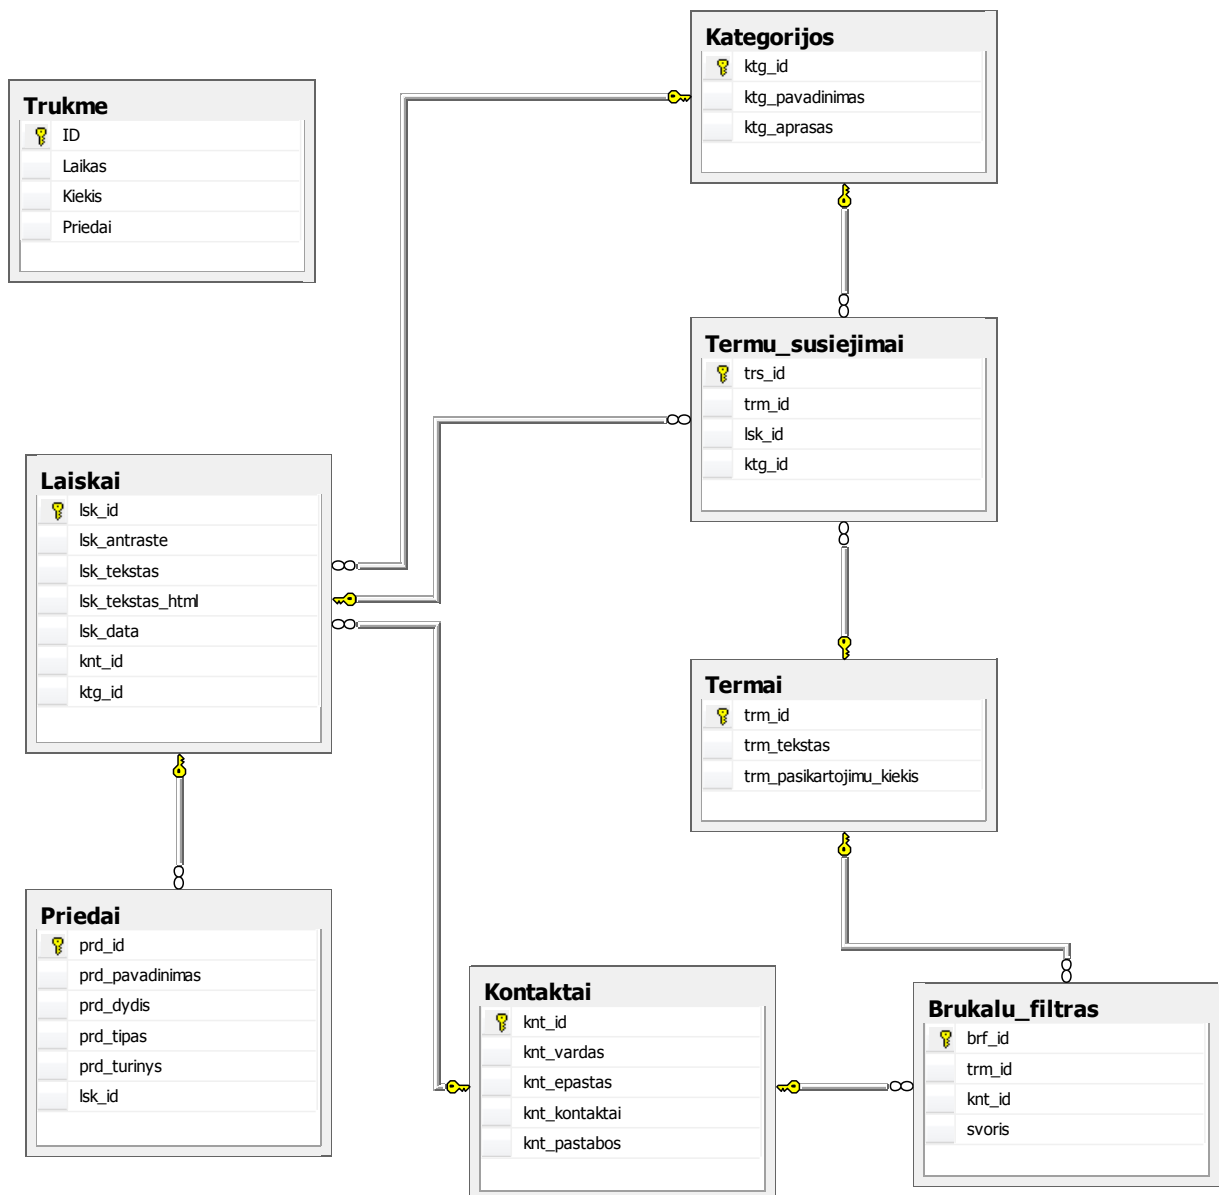 Kategorijos
ktg_id
ktg_pavadinimas
ktg_aprasas
Trukme
ID
Laikas
Kiekis
Priedai
Termu_susiejimai
trs_id
trm_id
lsk_id
ktg_id
Laiskai
lsk_id
lsk_antraste
lsk_tekstas
lsk_tekstas_html
lsk_data
knt_id
ktg_id
Termai
trm_id
trm_tekstas
trm_pasikartojimu_kiekis
Priedai
prd_id
prd_pavadinimas
prd_dydis
prd_tipas
prd_turinys
lsk_id
Kontaktai
knt_id
knt_vardas
knt_epastas
knt_kontaktai
knt_pastabos
Brukalu_filtras
brf_id
trm_id
knt_id
svoris